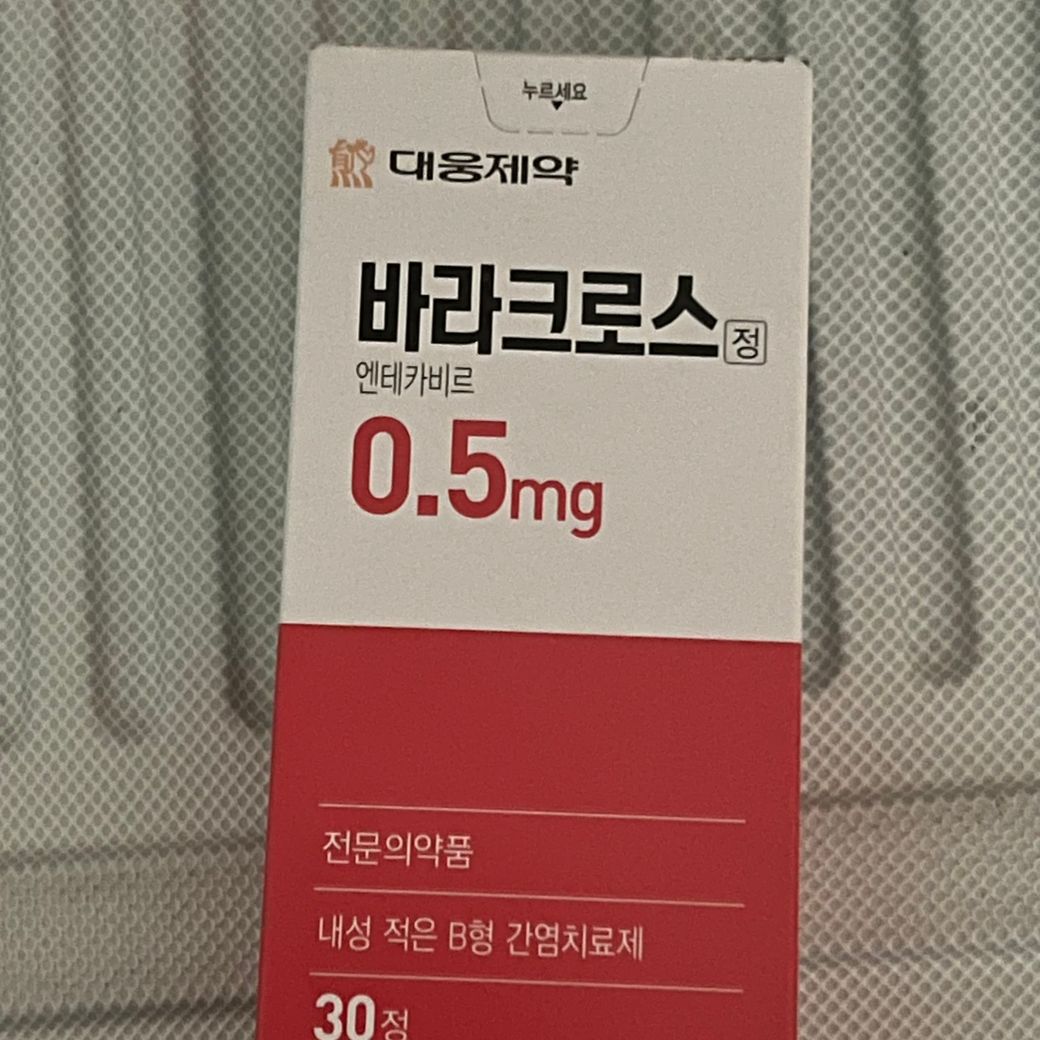 누르세요
대웅제약
바라크로스정
엔테카비르
0.5mg
전문의약품
내성 적은 B형 간염치료제
30정